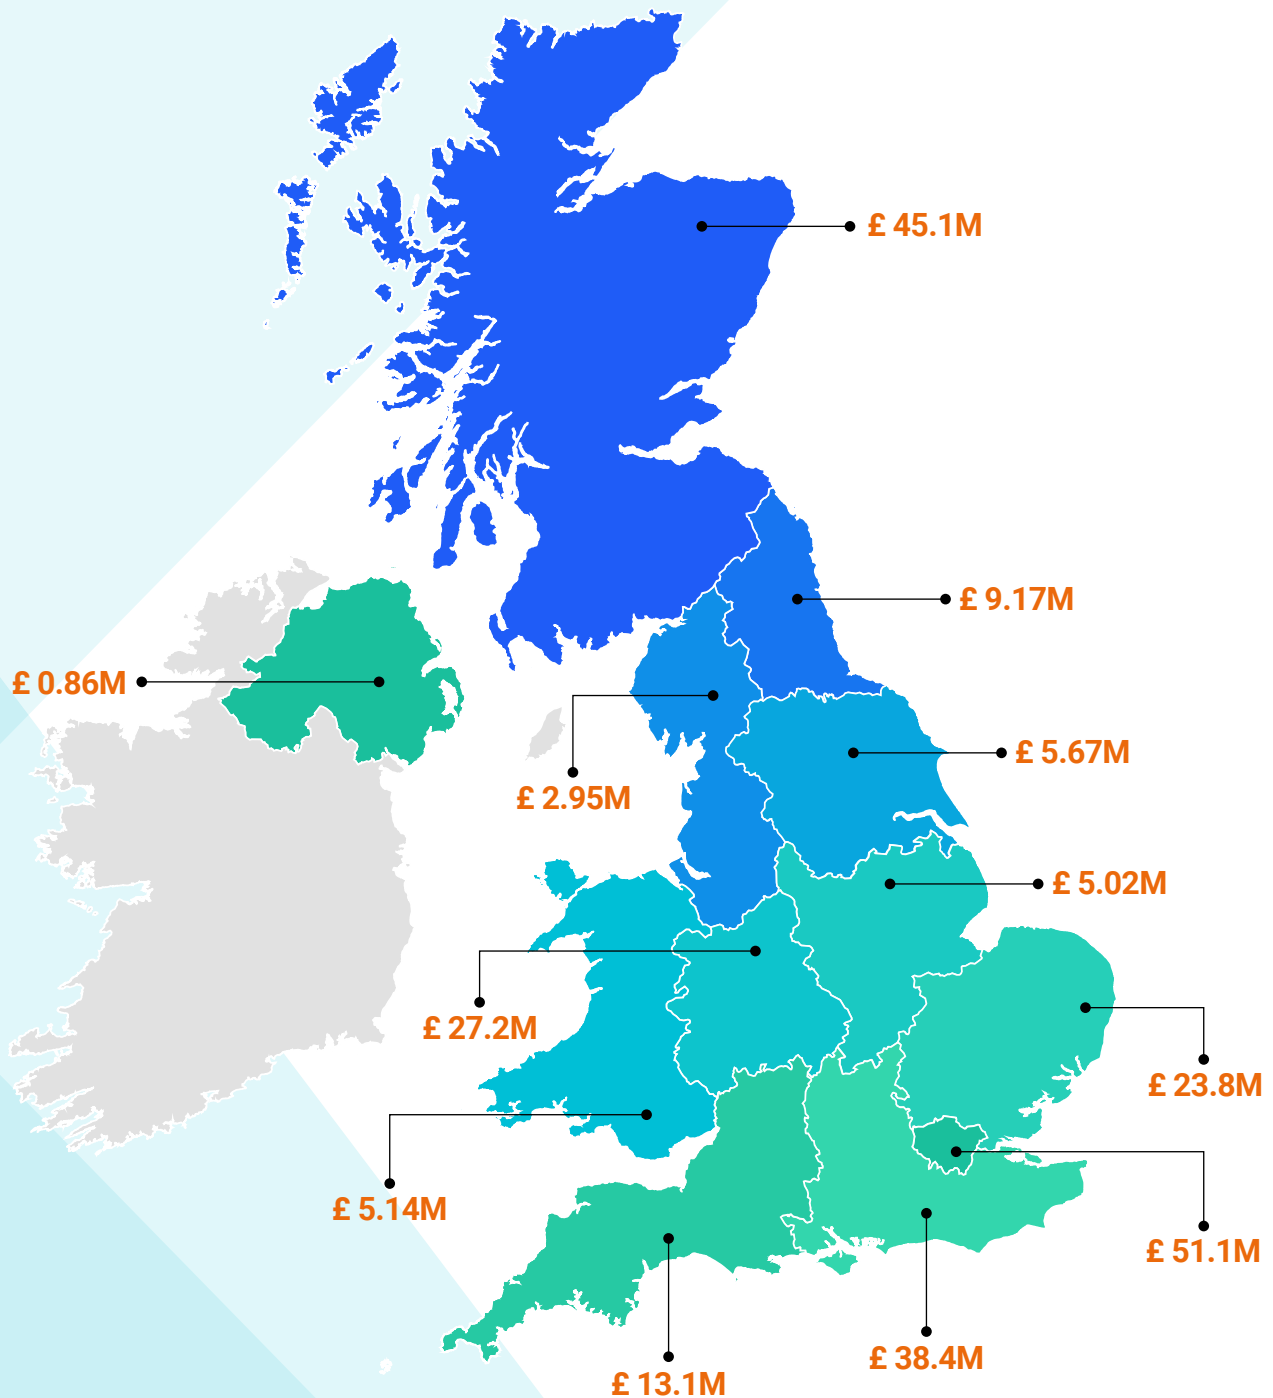 £ 45.1M
£ 9.17M
£ 0.86M
£ 5.67M
£ 2.95M
£ 5.02M
£ 27.2M
£ 23.8M
£ 5.14M
£ 51.1M
£ 38.4M
£ 13.1M